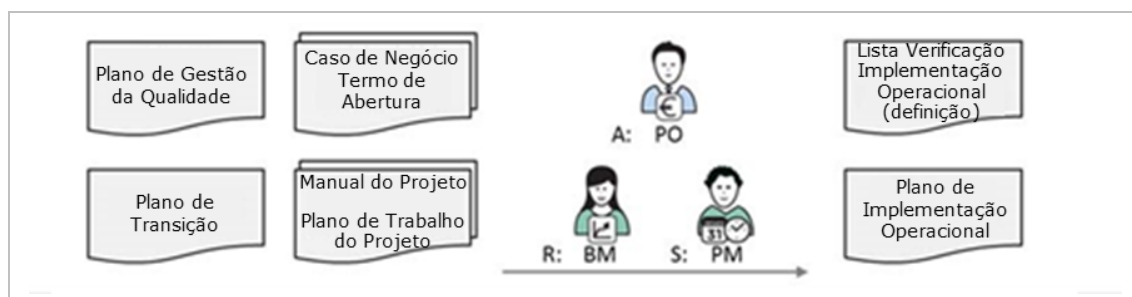 Plano de Gestão
da Qualidade
Caso de Negócio
Termo de
Abertura
A: PO
Lista Verificação
Implementação
Operacional
(definição)
Plano de
Transição
Manual do Projeto
Plano de Trabalho
do Projeto
31
R: BM
S: PM
Plano de
Implementação
Operacional